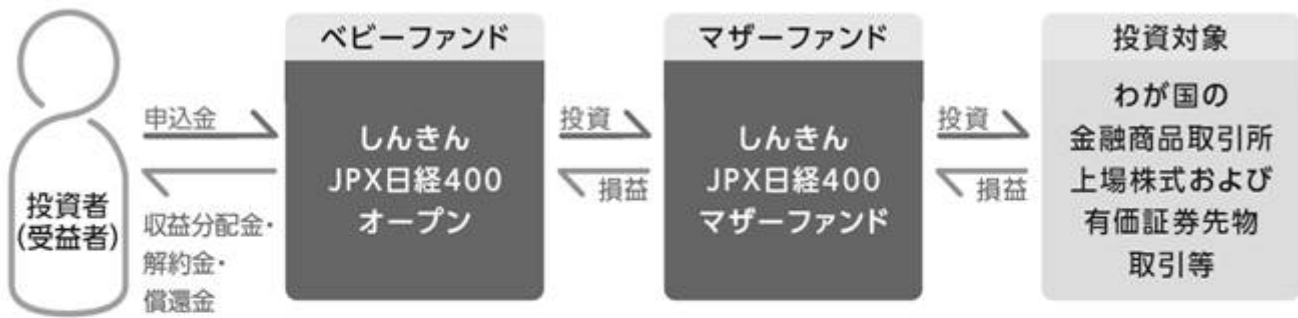 投資者
(受益者)
申込金
収益分配金・
解約金・
償還金
ベビーファンド
しんきん
JPX日経400
オープン
投資
損益
マザーファンド
しんきん
JPX日経400
マザーファンド
投資
損益
投資対象
わが国の
金融商品取引所
上場株式および
有価証券先物
取引等